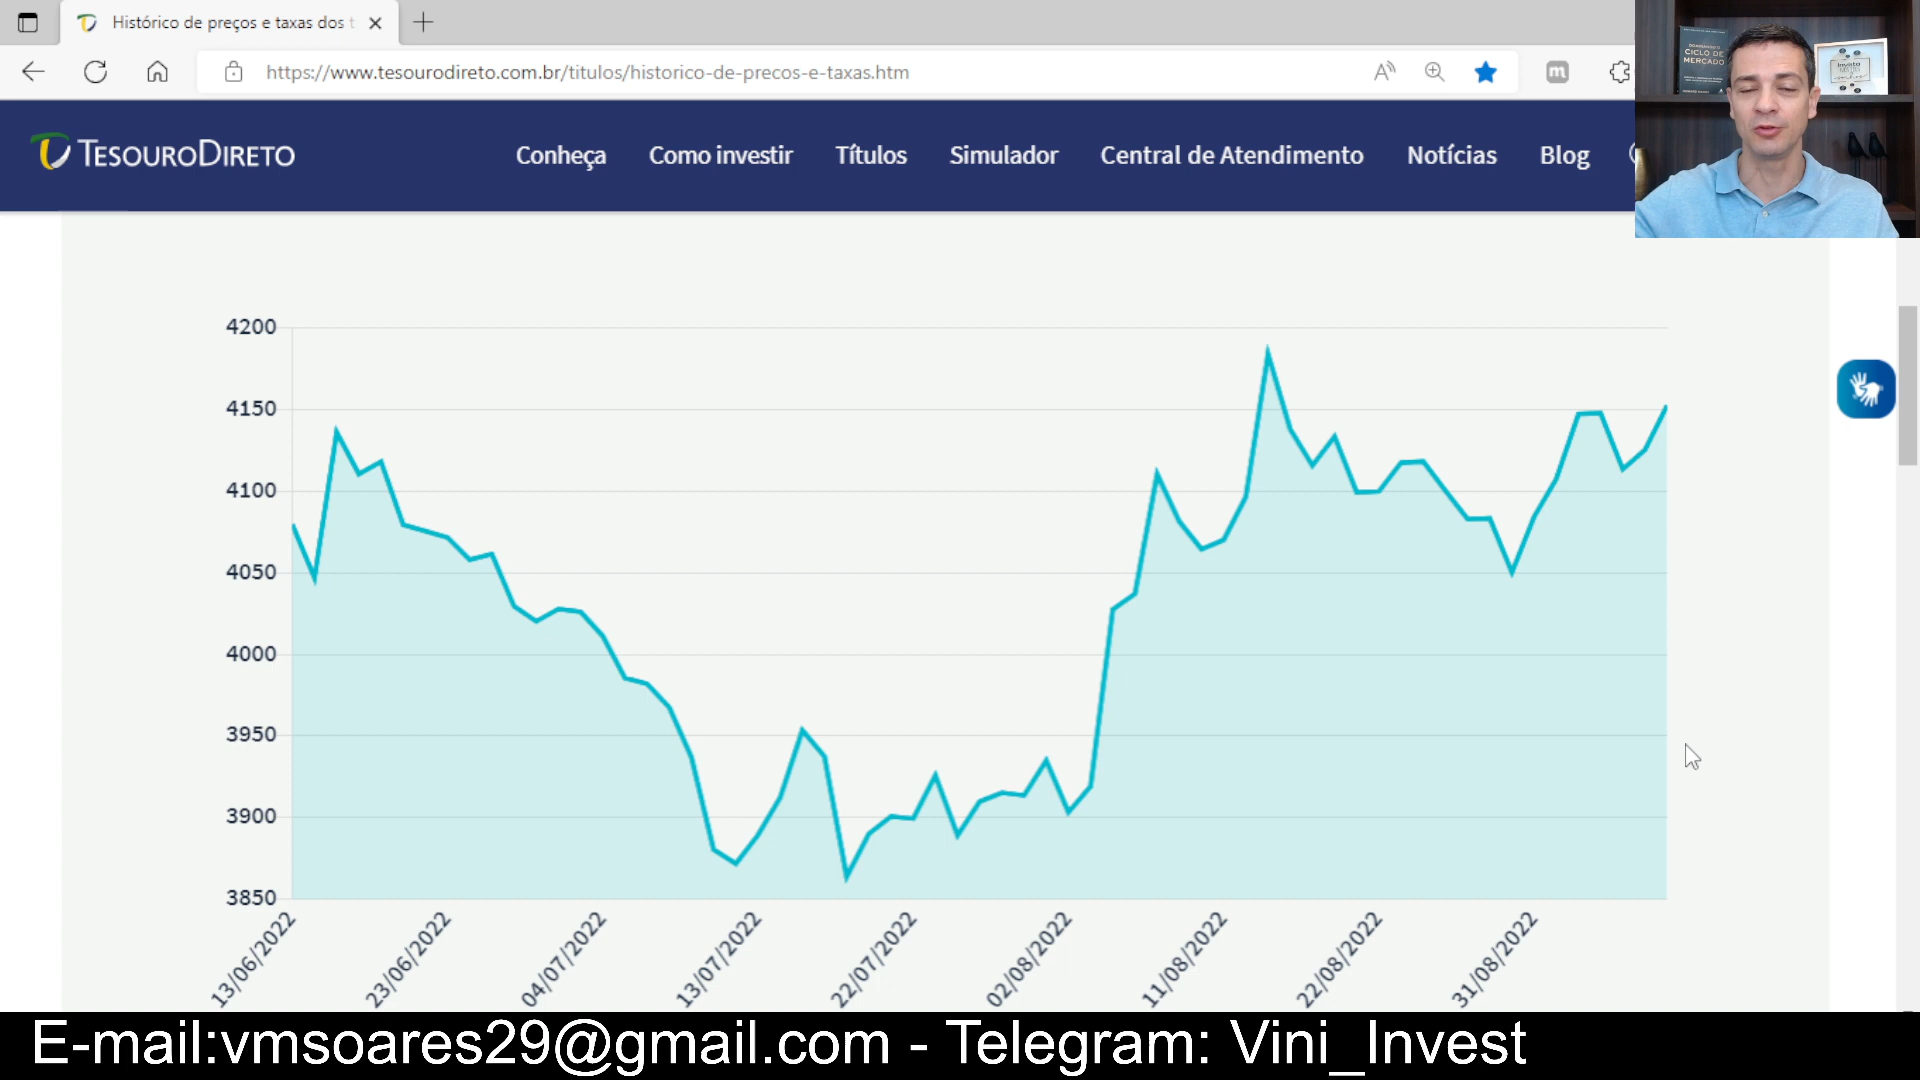 Histórico de preços e taxas dos t
https://www.tesourodireto.com.br/titulos/historico-de-precos-e-taxas.htm
TESOURODIRETO
Conheça Como investir Títulos Simulador Central de Atendimento Notícias Blog
CICLO DE
MERCADO
4200
4150
4100
4050
4000
3950
3900
3850
13/06/2022 23/06/2022 04/07/2022 13/07/2022 22/07/2022 02/08/2022 11/08/2022 22/08/2022 31/08/2022
E-mail:vmsoares29@gmail.com - Telegram: Vini_Invest